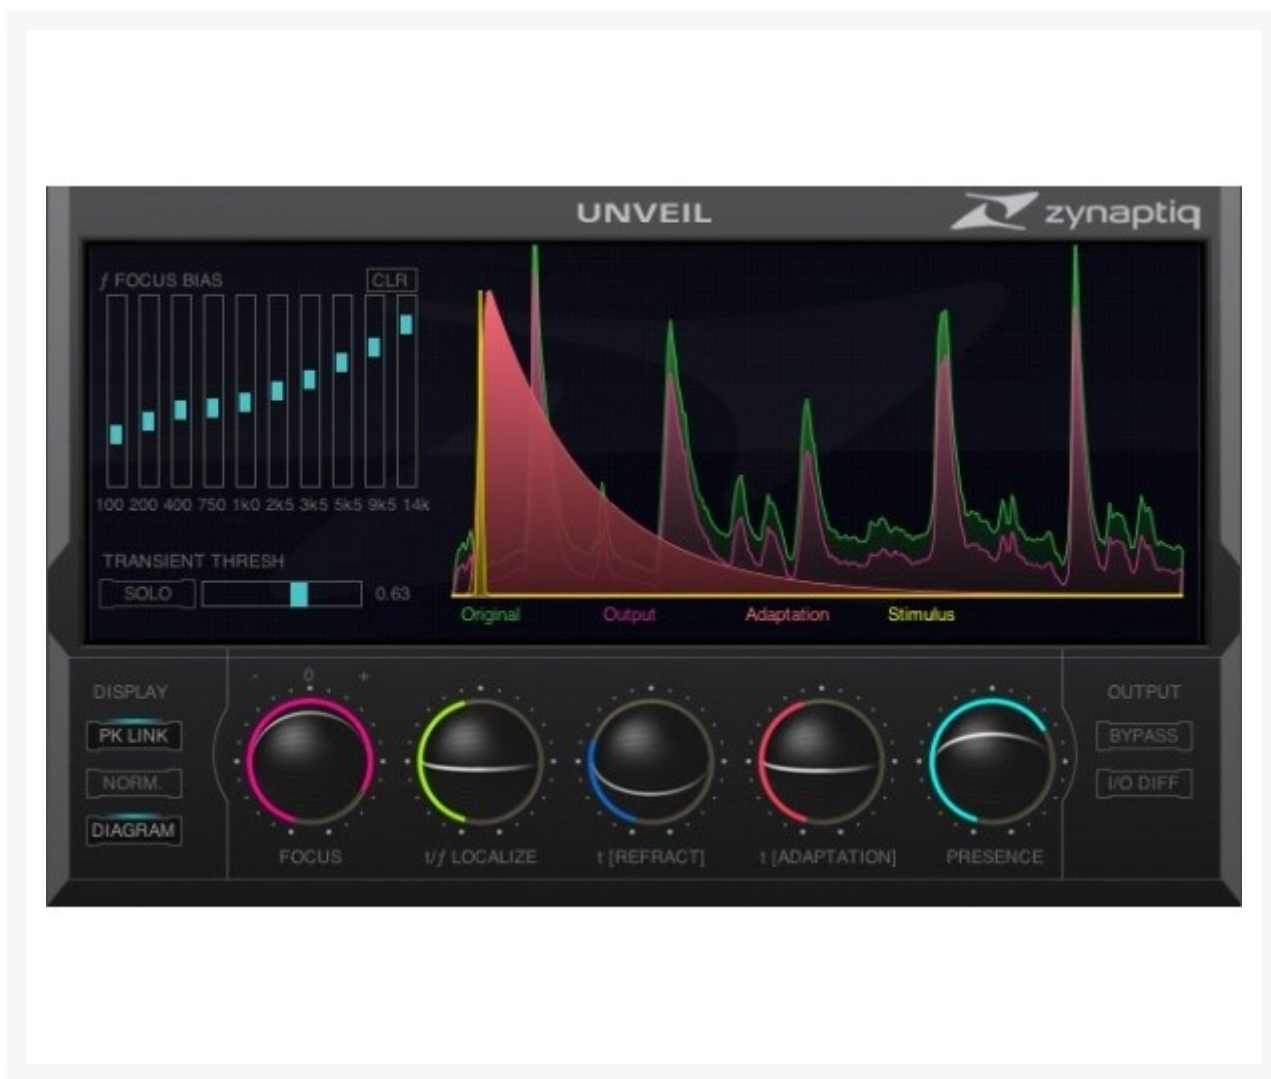 UNVEIL
zynaptiq
ƒ FOCUS BIAS
CLR
100 200 400 750 1k0 2k5 3k5 5k5 9k5 14k
TRANSIENT THRESH
SOLO
0.63
Original Output Adaptation Stimulus
DISPLAY
PK LINK
NORM.
DIAGRAM
- 0 +
FOCUS
t/ƒ LOCALIZE
t [REFRACT]
t [ADAPTATION]
PRESENCE
OUTPUT
BYPASS
I/O DIFF